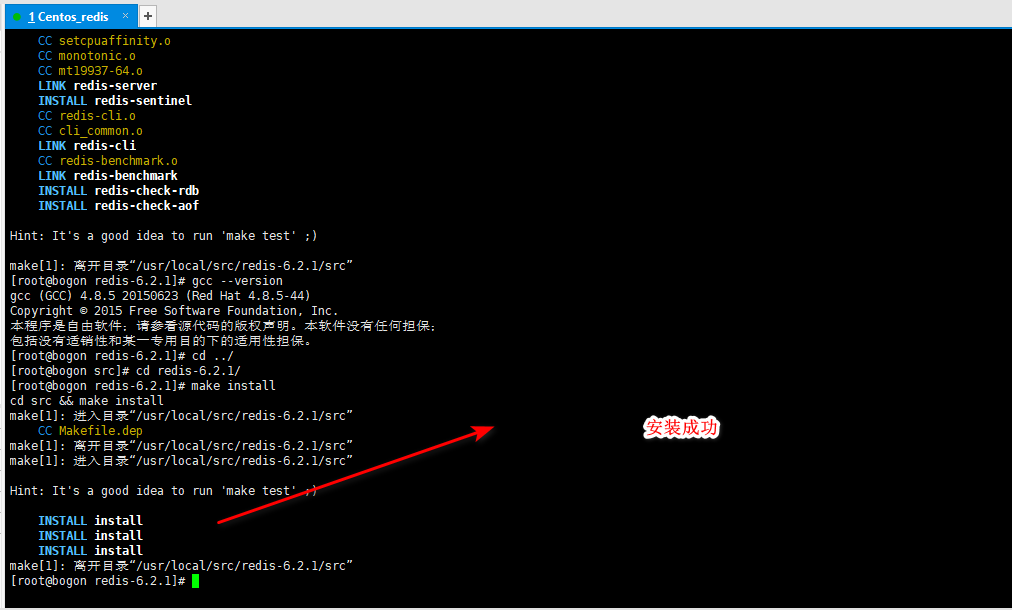 1 Centos_redis × +
CC setcpuaffinity.o
CC monotonic.o
CC mt19937-64.o
LINK redis-server
INSTALL redis-sentinel
CC redis-cli.o
CC cli_common.o
LINK redis-cli
CC redis-benchmark.o
LINK redis-benchmark
INSTALL redis-check-rdb
INSTALL redis-check-aof
Hint: It's a good idea to run 'make test' ;)
make[1]: 离开目录“/usr/local/src/redis-6.2.1/src”
[root@bogon redis-6.2.1]# gcc --version
gcc (GCC) 4.8.5 20150623 (Red Hat 4.8.5-44)
Copyright © 2015 Free Software Foundation, Inc.
本程序是自由软件；请参看源代码的版权声明。本软件没有任何担保；
包括没有适销性和某一专用目的下的适用性担保。
[root@bogon redis-6.2.1]# cd ../
[root@bogon src]# cd redis-6.2.1/
[root@bogon redis-6.2.1]# make install
cd src && make install
make[1]: 进入目录“/usr/local/src/redis-6.2.1/src”
CC Makefile.dep
安装成功
make[1]: 离开目录“/usr/local/src/redis-6.2.1/src”
make[1]: 进入目录“/usr/local/src/redis-6.2.1/src”
Hint: It's a good idea to run 'make test' ;)
INSTALL install
INSTALL install
INSTALL install
make[1]: 离开目录“/usr/local/src/redis-6.2.1/src”
[root@bogon redis-6.2.1]#